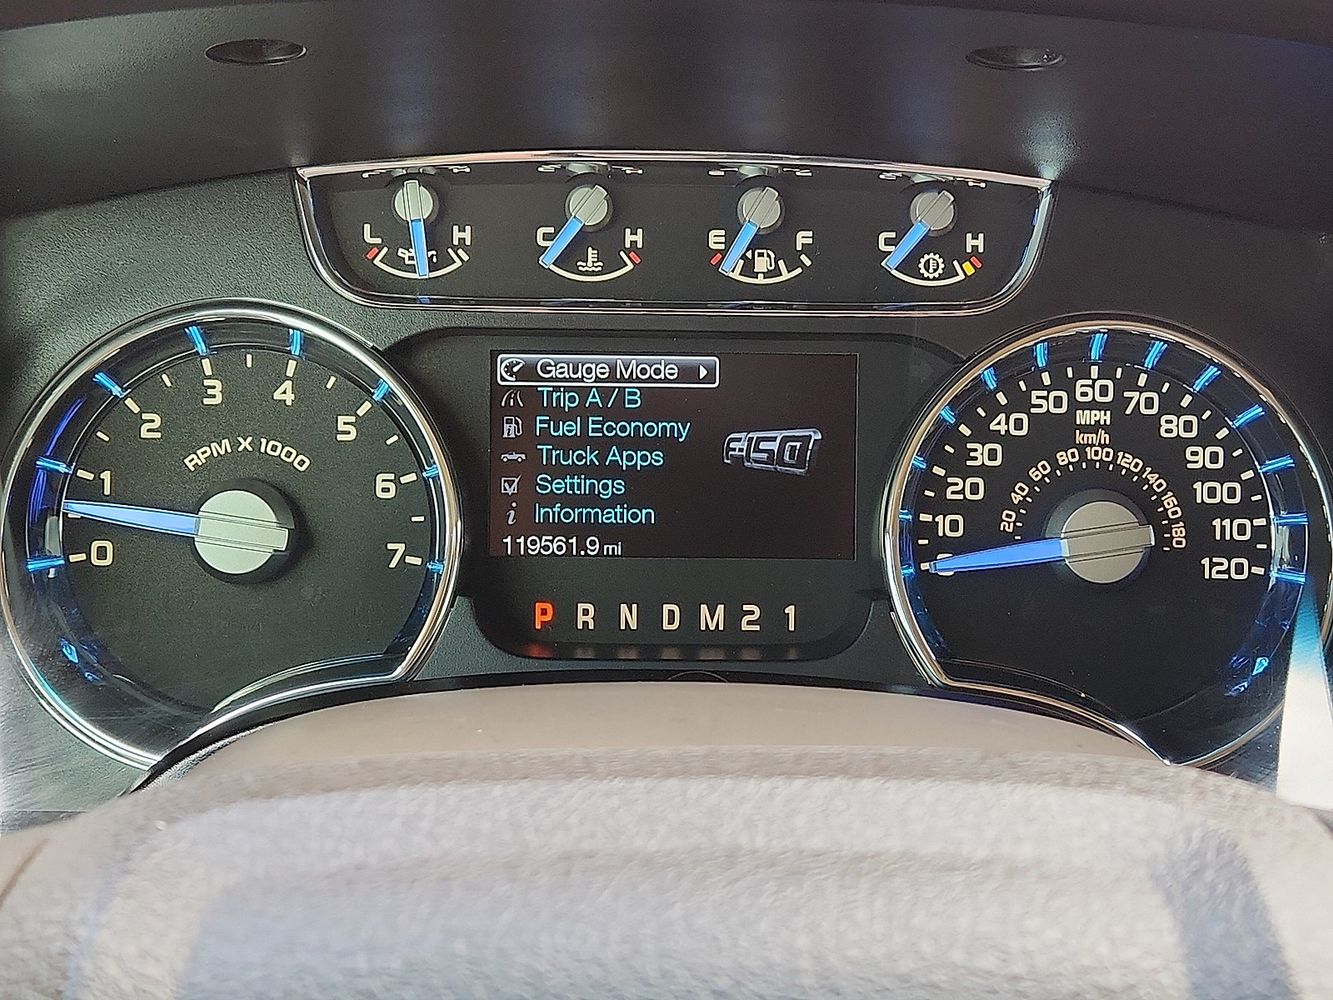 L H C H E F C H
Gauge Mode
Trip A / B
Fuel Economy
Truck Apps
Settings
Information
119561.9 mi
F150
P R N D M 2 1
0 1 2 3 4 5 6 7
RPM X 1000
0 10 20 30 40 50 60 70 80 90 100 110 120
MPH
km/h
20 40 60 80 100 120 140 160 180